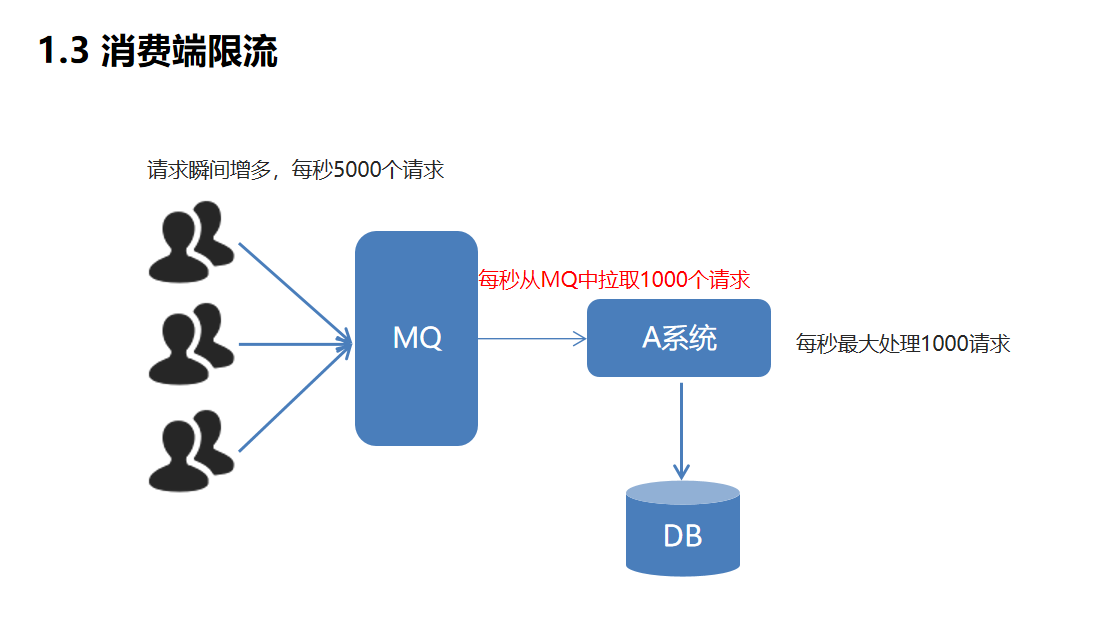 1.3 消费端限流
请求瞬间增多，每秒5000个请求
每秒从MQ中拉取1000个请求
MQ
A系统
每秒最大处理1000请求
DB